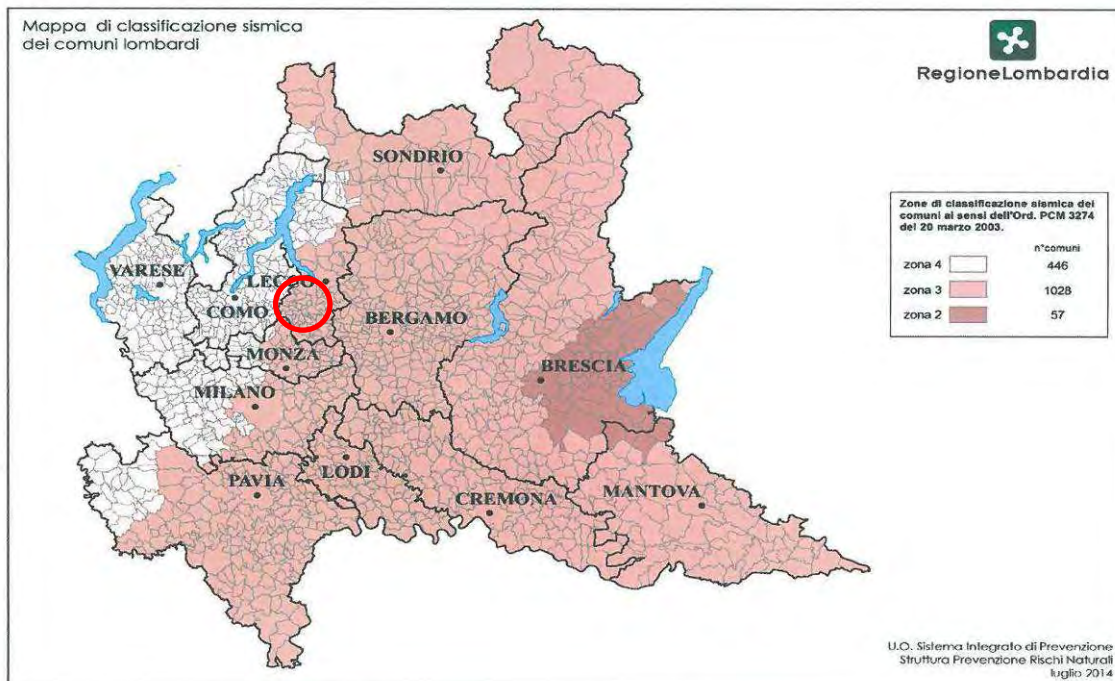 Mappa di classificazione sismica
dei comuni lombardi
RegioneLombardia
SONDRIO
VARESE
LECCO
COMO
BERGAMO
MONZA
BRESCIA
MILANO
LODI
PAVIA
CREMONA
MANTOVA
Zone di classificazione sismica dei
comuni ai sensi dell'Ord. PCM 3274
del 20 marzo 2003.
n°comuni
zona 4 446
zona 3 1028
zona 2 57
U.O. Sistema Integrato di Prevenzione
Struttura Prevenzione Rischi Naturali
luglio 2014